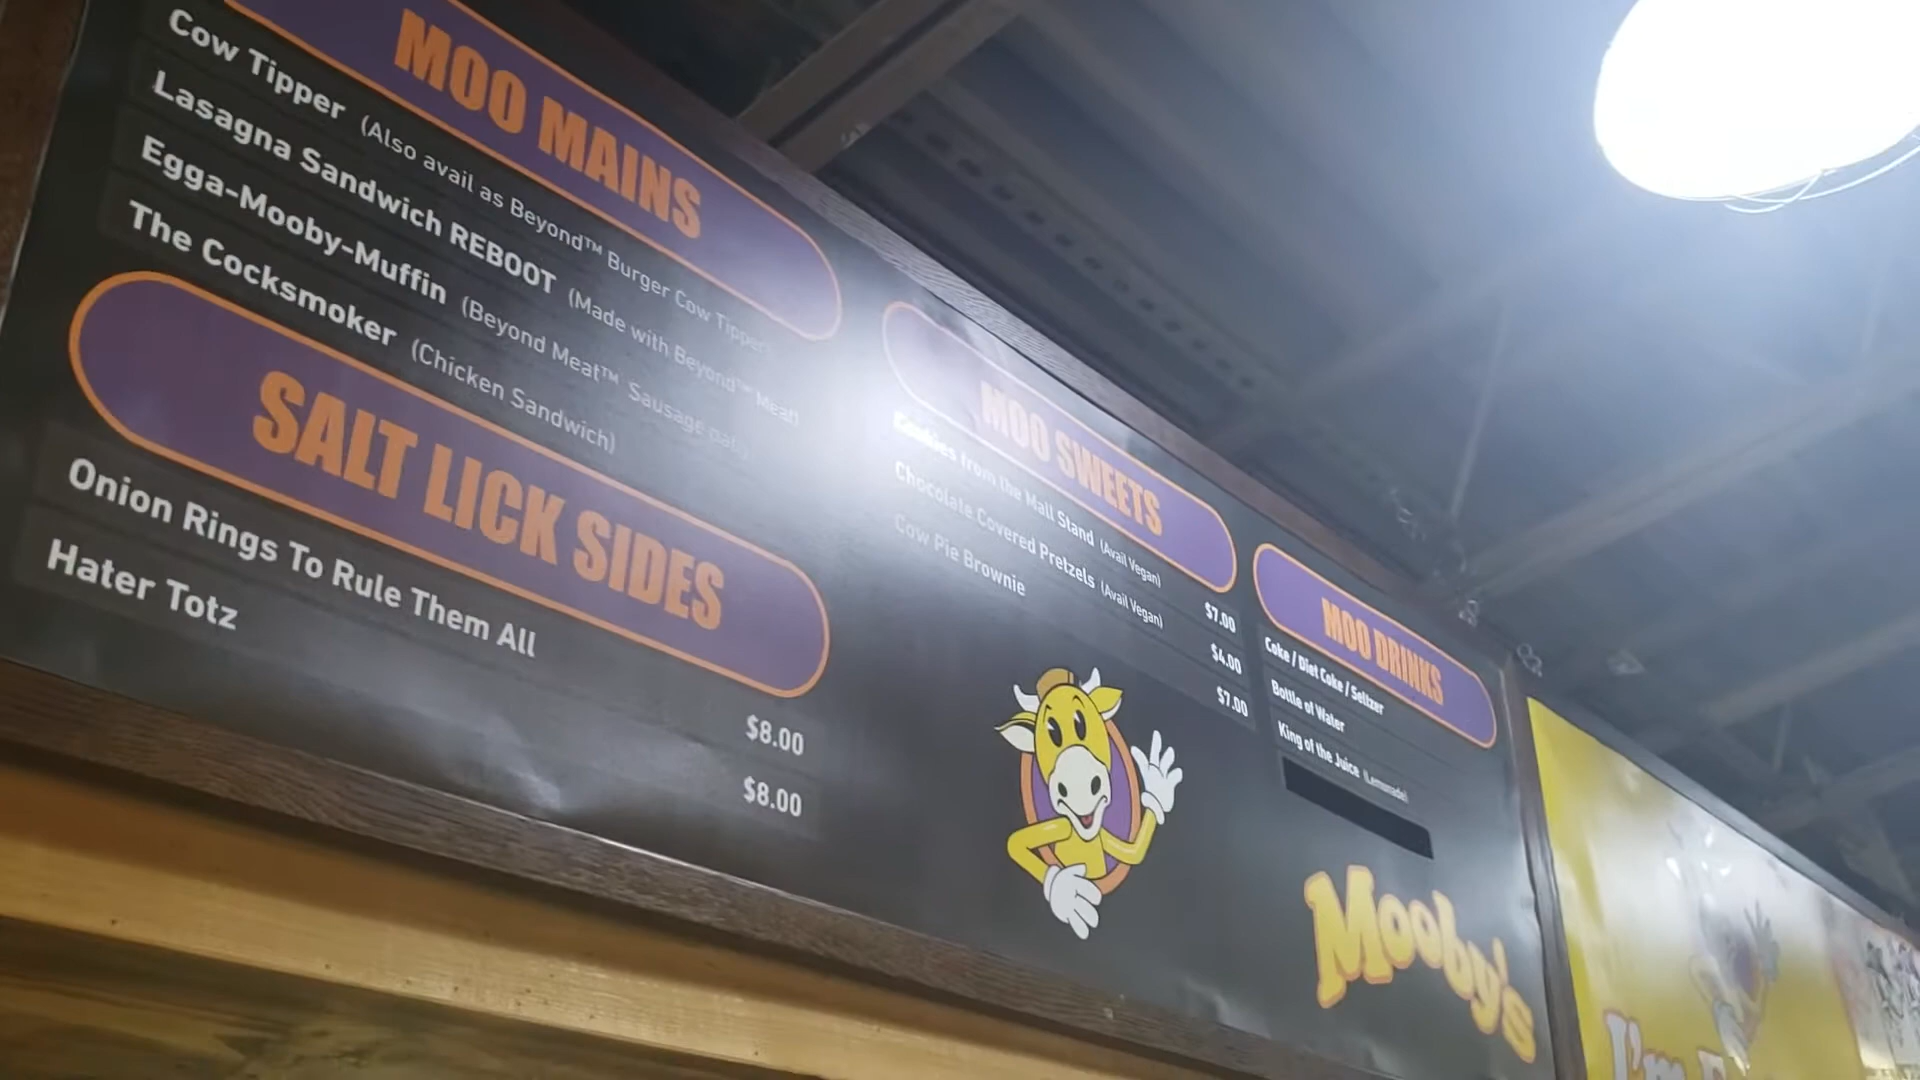 MOO MAINS
Cow Tipper (Also avail as Beyond™ Burger Cow Tipper)
Lasagna Sandwich REBOOT (Made with Beyond™ Meat)
Egga-Mooby-Muffin (Beyond Meat™ Sausage patty)
The Cocksmoker (Chicken Sandwich)
SALT LICK SIDES
Onion Rings To Rule Them All $8.00
Hater Totz $8.00
MOO SWEETS
Kookies from the Mall Stand (Avail Vegan) $7.00
Chocolate Covered Pretzels (Avail Vegan) $4.00
Cow Pie Brownie $7.00
MOO DRINKS
Coke / Diet Coke / Seltzer
Bottle of Water
King of the Juice (Lemonade)
Mooby's
I'm